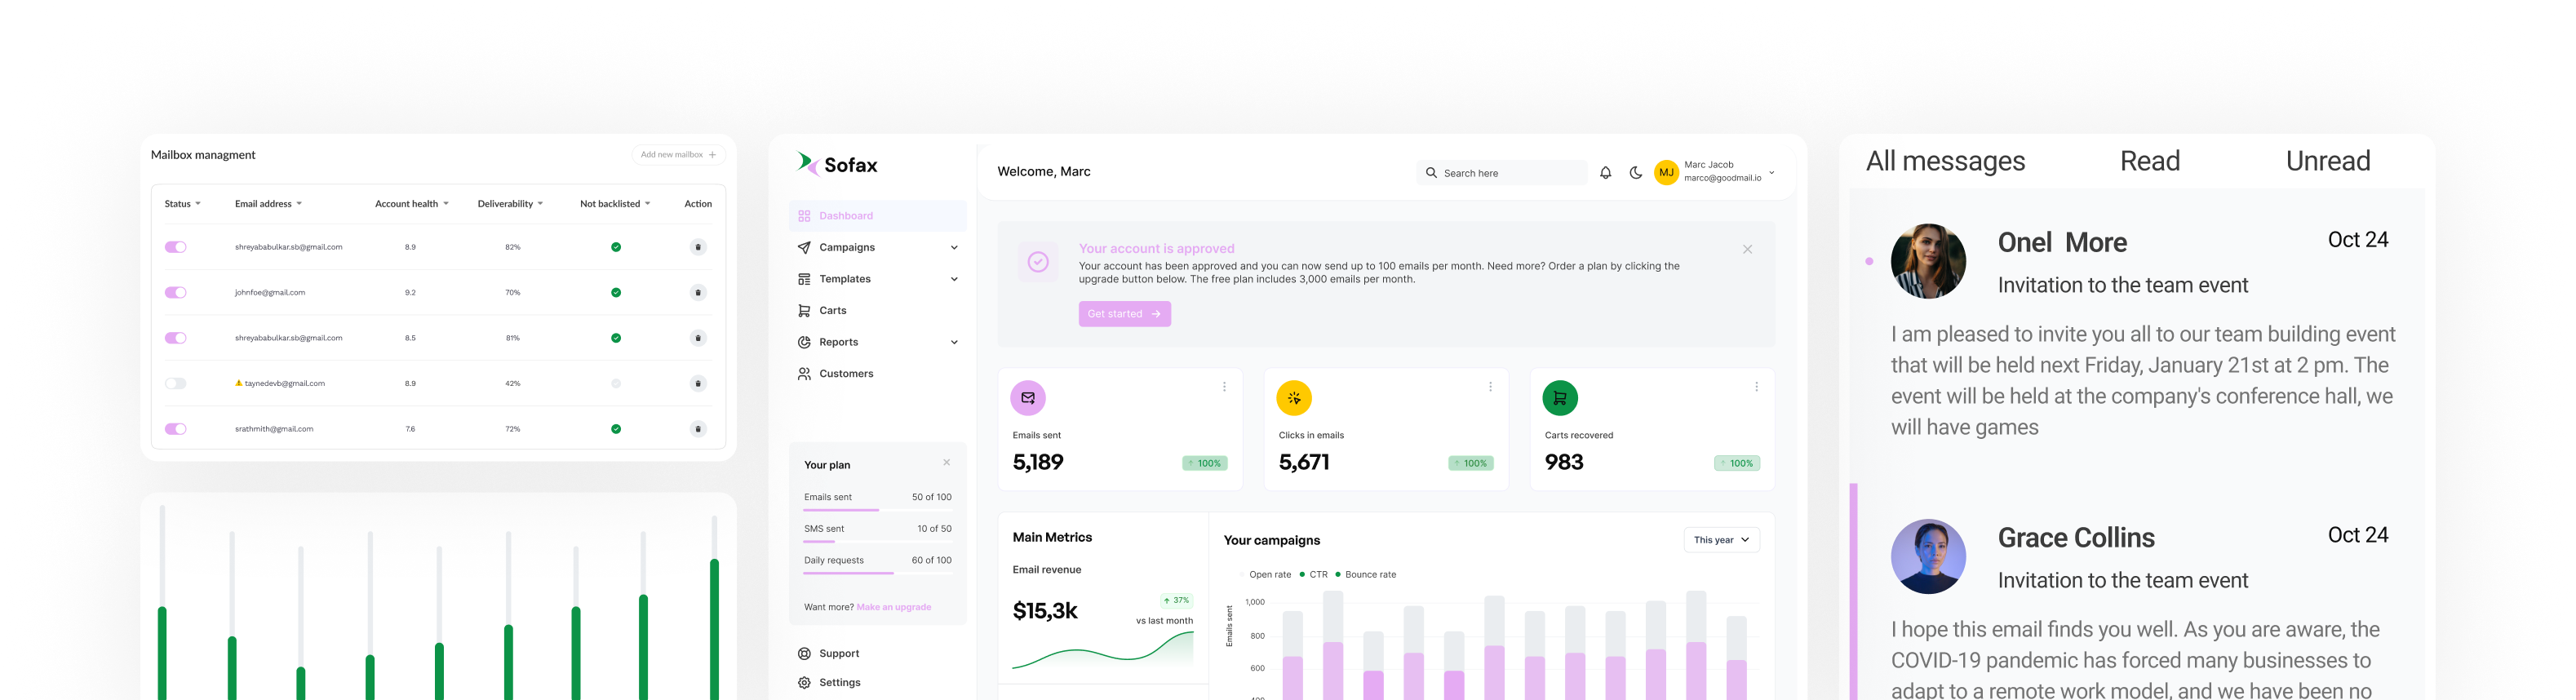 Mailbox managment
Add new mailbox +
Status
Email address
Account health
Deliverability
Not backlisted
Action
shreyababulkar.sb@gmail.com 8.9 82%
johnfoe@gmail.com 9.2 70%
shreyababulkar.sb@gmail.com 8.5 81%
taynedevb@gmail.com 8.9 42%
srathmith@gmail.com 7.6 72%
Sofax
Dashboard
Campaigns
Templates
Carts
Reports
Customers
Your plan
Emails sent 50 of 100
SMS sent 10 of 50
Daily requests 60 of 100
Want more? Make an upgrade
Support
Settings
Welcome, Marc
Search here
MJ
Marc Jacob
marco@goodmail.io
Your account is approved
Your account has been approved and you can now send up to 100 emails per month. Need more? Order a plan by clicking the
upgrade button below. The free plan includes 3,000 emails per month.
Get started
Emails sent
5,189
100%
Clicks in emails
5,671
100%
Carts recovered
983
100%
Main Metrics
Email revenue
$15,3k
37%
vs last month
Your campaigns
This year
Open rate CTR Bounce rate
Emails sent
1,000
800
600
400
All messages Read Unread
Onel More
Oct 24
Invitation to the team event
I am pleased to invite you all to our team building event
that will be held next Friday, January 21st at 2 pm. The
event will be held at the company's conference hall, we
will have games
Grace Collins
Oct 24
Invitation to the team event
I hope this email finds you well. As you are aware, the
COVID-19 pandemic has forced many businesses to
adapt to a remote work model, and we have been no